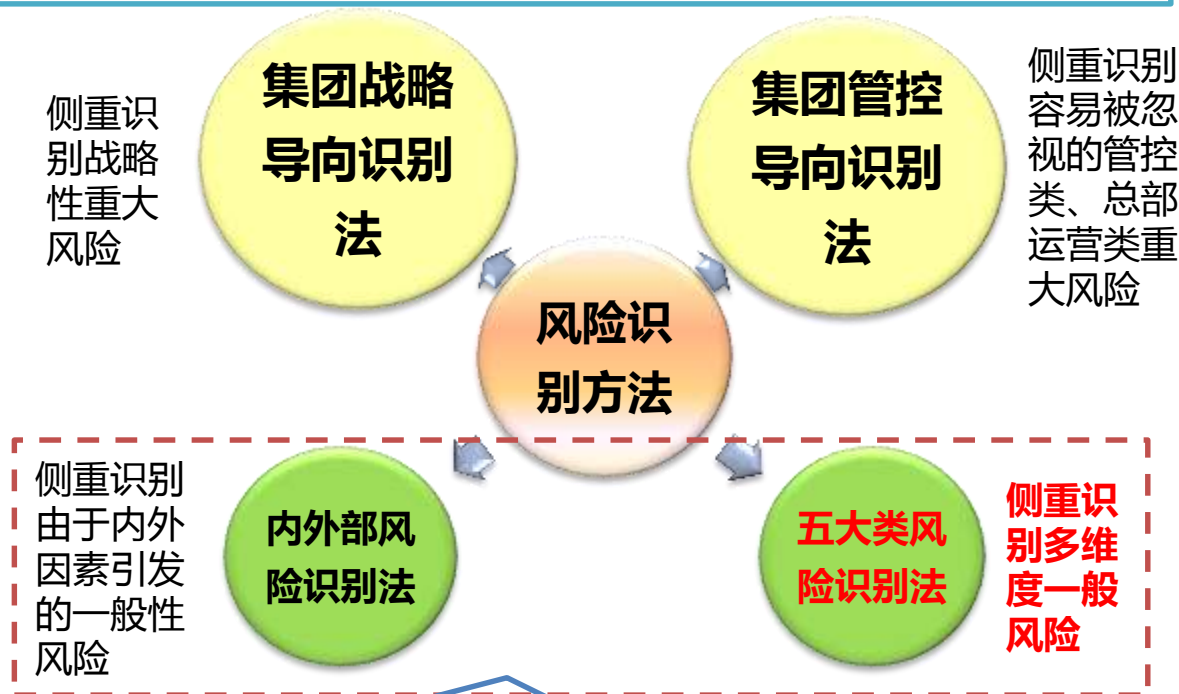 侧重识
别战略
性重大
风险
集团战略
导向识别
法
集团管控
导向识别
法
侧重识别
容易被忽
视的管控
类、总部
运营类重
大风险
风险识
别方法
侧重识别
由于内外
因素引发
的一般性
风险
内外部风
险识别法
五大类风
险识别法
侧重识
别多维
度一般
风险